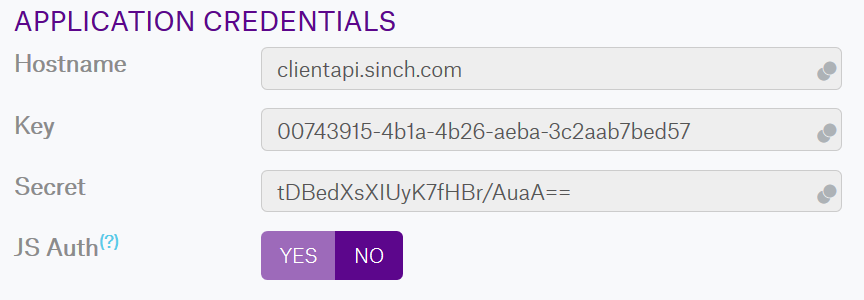 APPLICATION CREDENTIALS
Hostname
clientapi.sinch.com
Key
00743915-4b1a-4b26-aeba-3c2aab7bed57
Secret
tDBedXsXIUyK7fHBr/AuaA==
JS Auth(?)
YES NO